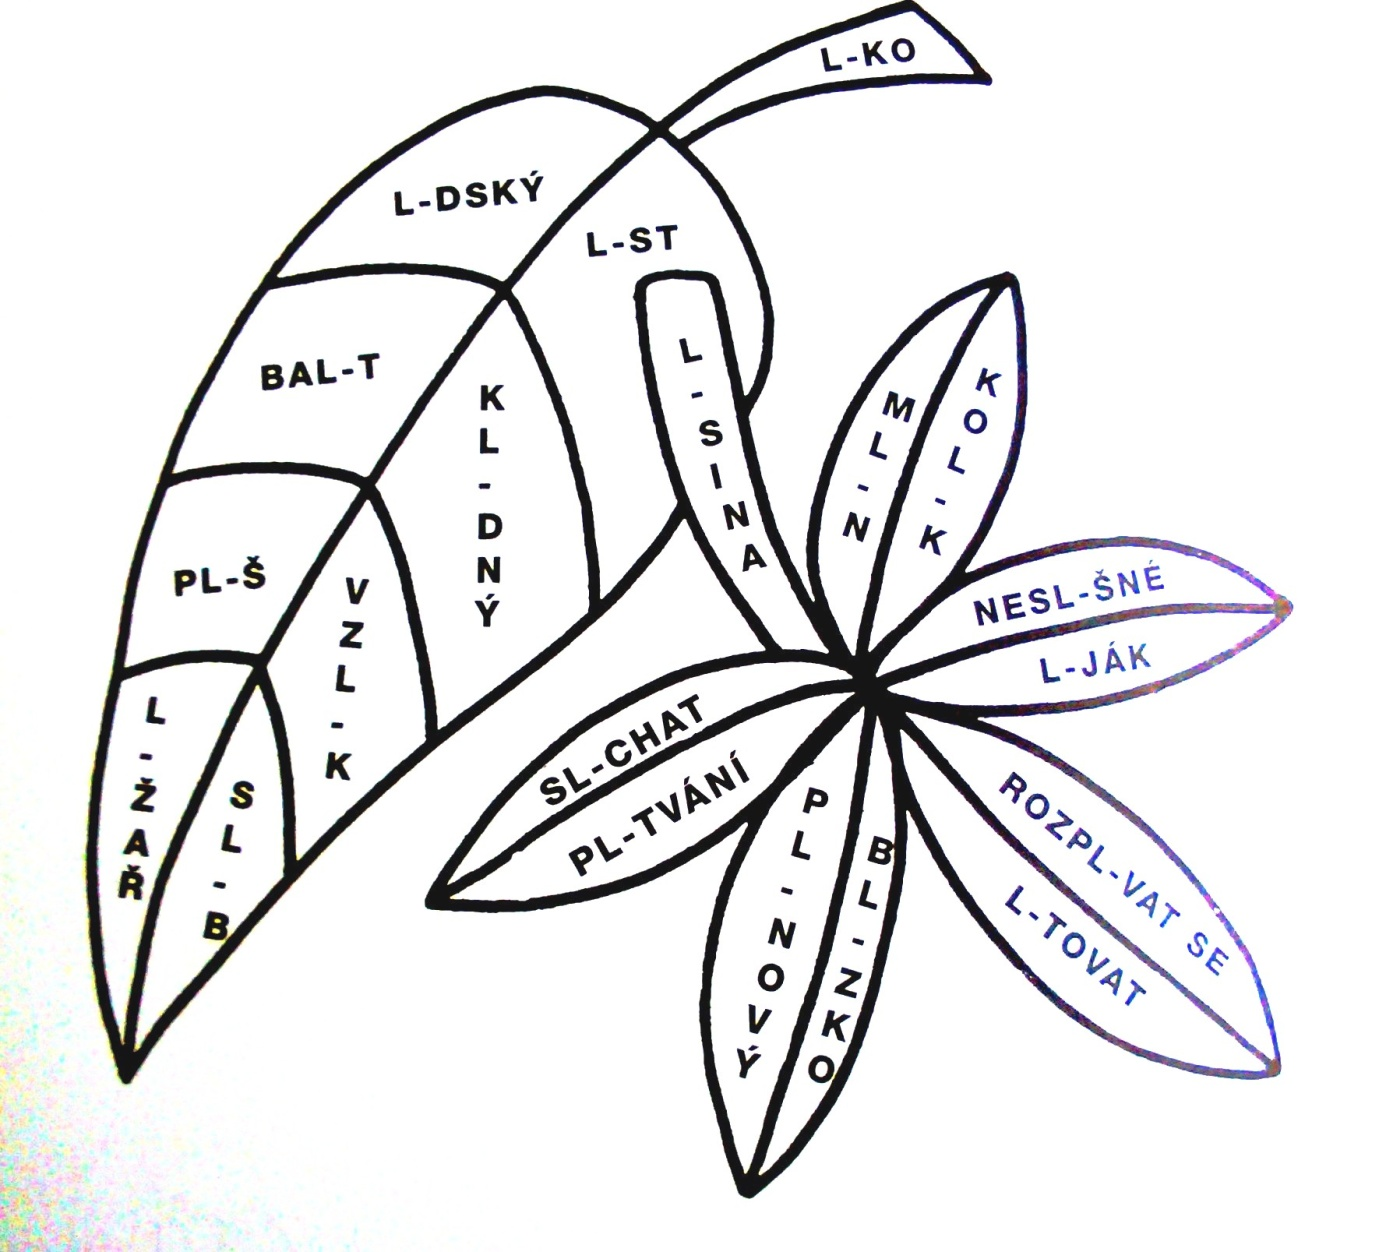 L-KO
L-DSKÝ
L-ST
BAL-T
KL-DNÝ
L-SINA
PL-Š
VZL-K
L-ŽAŘ
SL-B
ML-N
KOL-K
NESL-ŠNÉ
L-JÁK
SL-CHAT
PL-TVÁNÍ
PL-NOVÝ
BL-ZKO
ROZPL-VAT SE
L-TOVAT